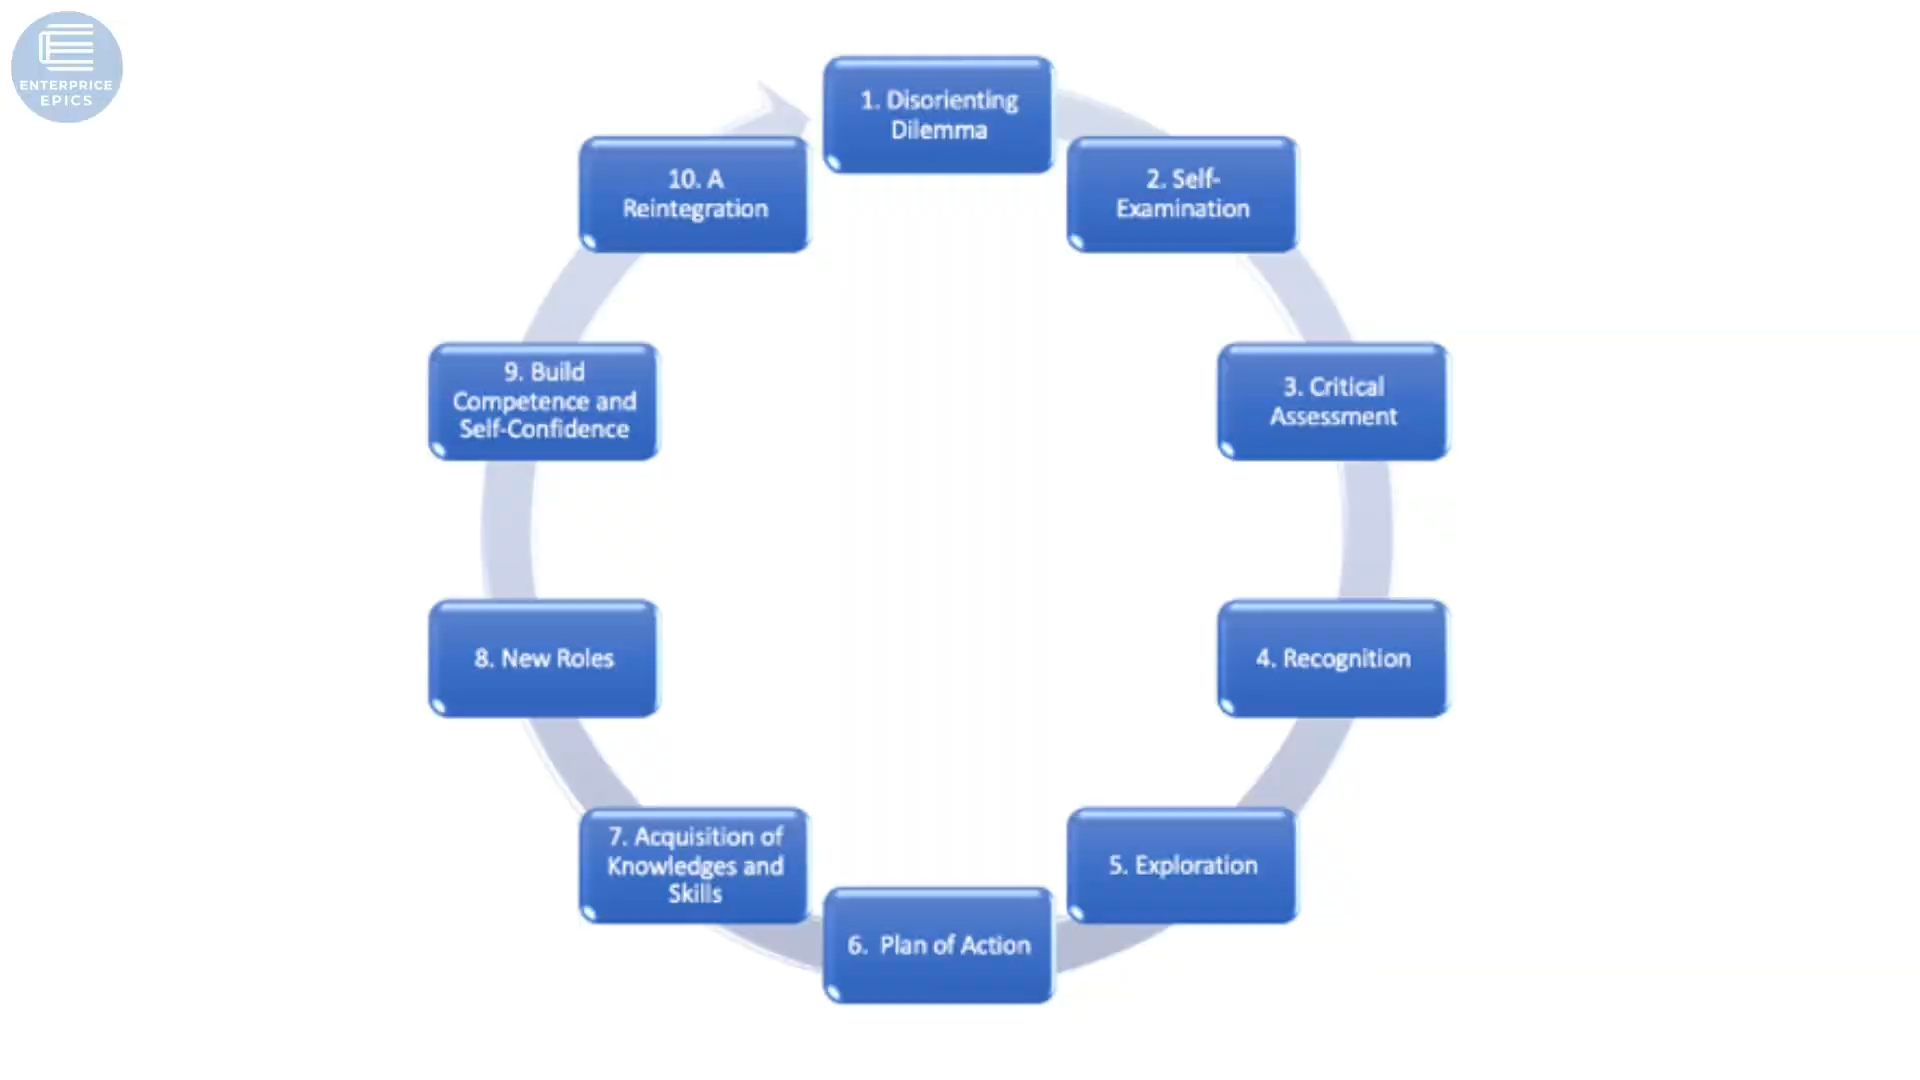 ENTERPRICE
EPICS
1. Disorienting
Dilemma
2. Self-
Examination
3. Critical
Assessment
4. Recognition
5. Exploration
6. Plan of Action
7. Acquisition of
Knowledges and
Skills
8. New Roles
9. Build
Competence and
Self-Confidence
10. A
Reintegration